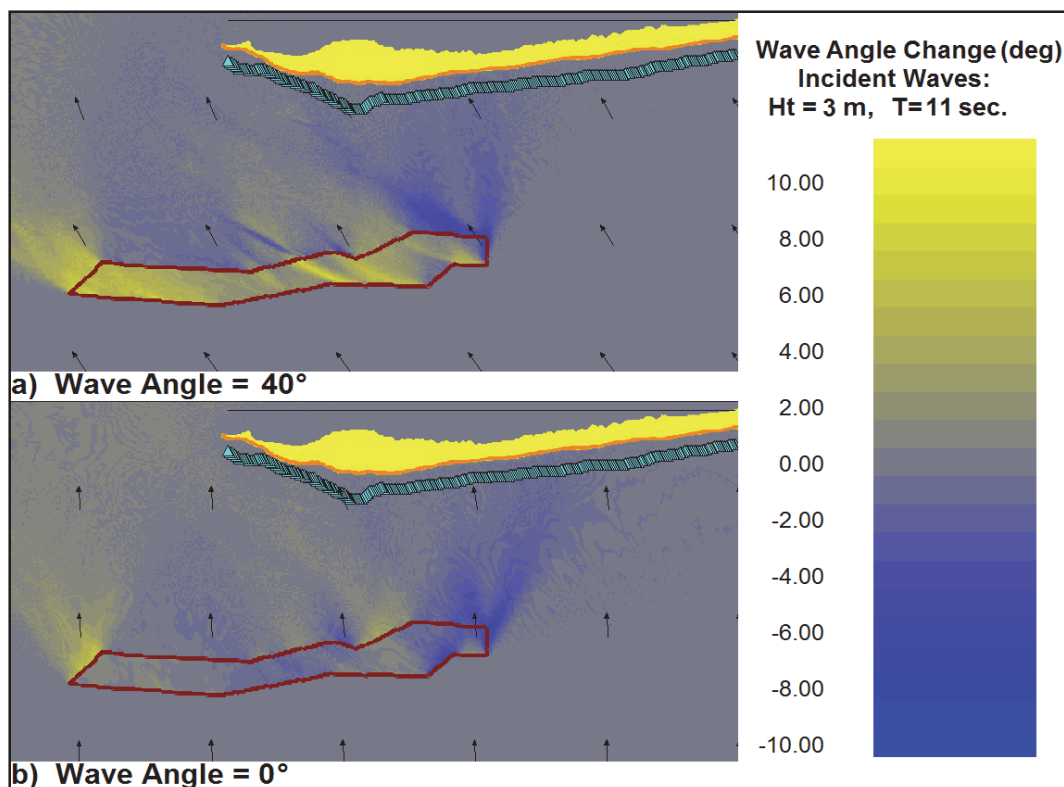 Wave Angle Change (deg)
Incident Waves:
Ht = 3 m, T= 11 sec.
10.00
8.00
6.00
4.00
2.00
0.00
-2.00
-4.00
-6.00
-8.00
-10.00
a) Wave Angle = 40°
b) Wave Angle = 0°